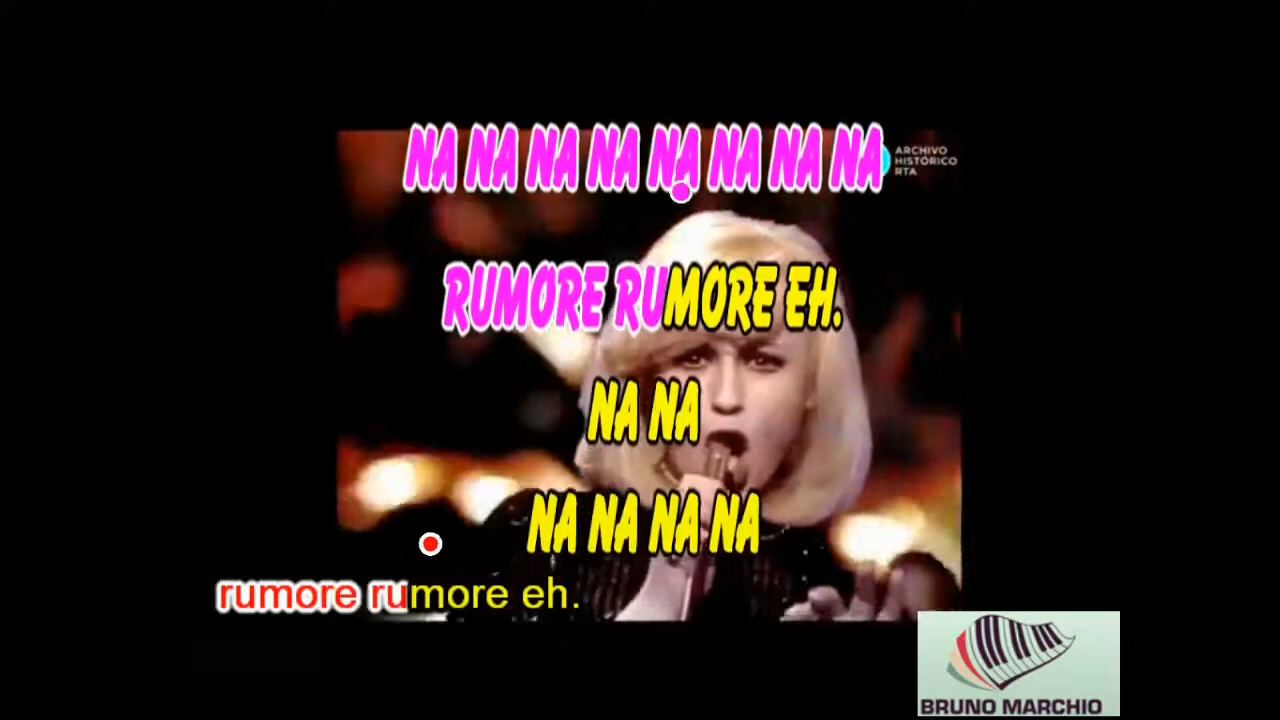 NA NA NA NA NA NA NA NA
ARCHIVO
HISTÓRICO
RTA
RUMORE RUMORE EH.
NA NA
NA NA NA NA
rumore rumore eh.
BRUNO MARCHIO